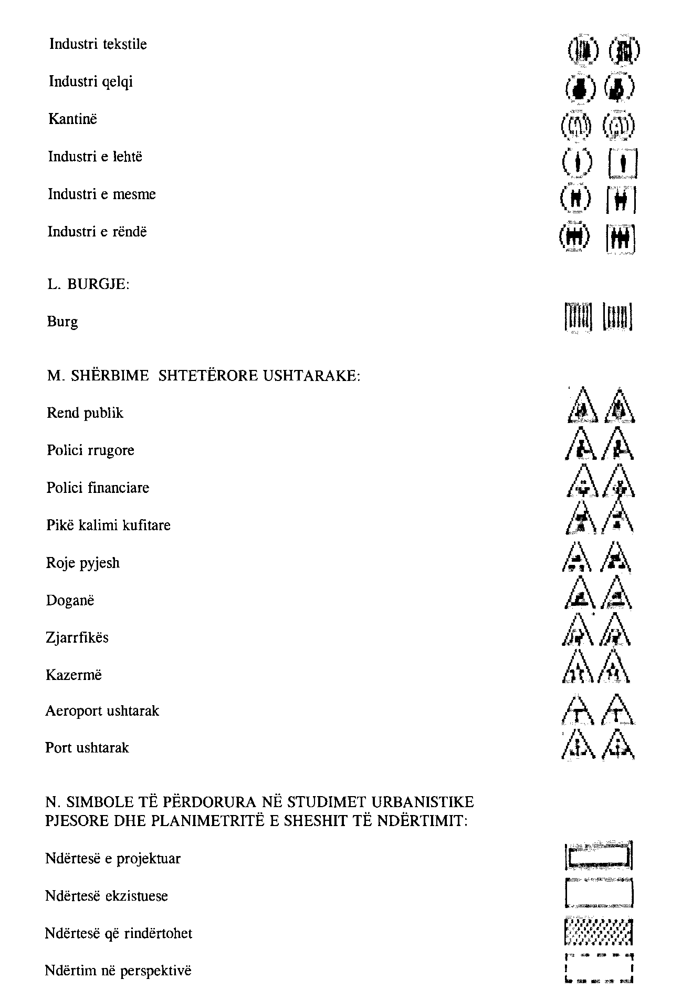 Industri tekstile
Industri qelqi
Kantinë
Industri e lehtë
Industri e mesme
Industri e rëndë
L. BURGJE:
Burg
M. SHËRBIME SHTETËRORE USHTARAKE:
Rend publik
Polici rrugore
Polici financiare
Pikë kalimi kufitare
Roje pyjesh
Doganë
Zjarrfikës
Kazermë
Aeroport ushtarak
Port ushtarak
N. SIMBOLE TË PËRDORURA NË STUDIMET URBANISTIKE
PJESORE DHE PLANIMETRITË E SHESHIT TË NDËRTIMIT:
Ndërtesë e projektuar
Ndërtesë ekzistuese
Ndërtesë që rindërtohet
Ndërtim në perspektivë